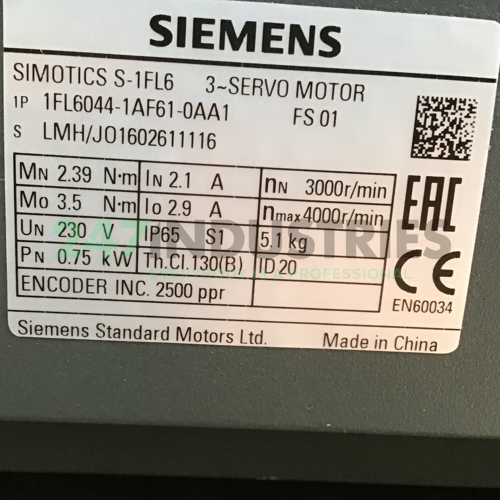 SIEMENS
SIMOTICS S-1FL6 3~SERVO MOTOR
1P 1FL6044-1AF61-0AA1 FS 01
S LMH/JO1602611116
MN 2.39 N·m IN 2.1 A nN 3000r/min
Mo 3.5 N·m Io 2.9 A nmax 4000r/min
UN 230 V IP65 S1 5.1 kg
PN 0.75 kW Th.Cl.130(B) ID 20
ENCODER INC. 2500 ppr
EAC
CE
EN60034
Siemens Standard Motors Ltd. Made in China
247 INDUSTRIES